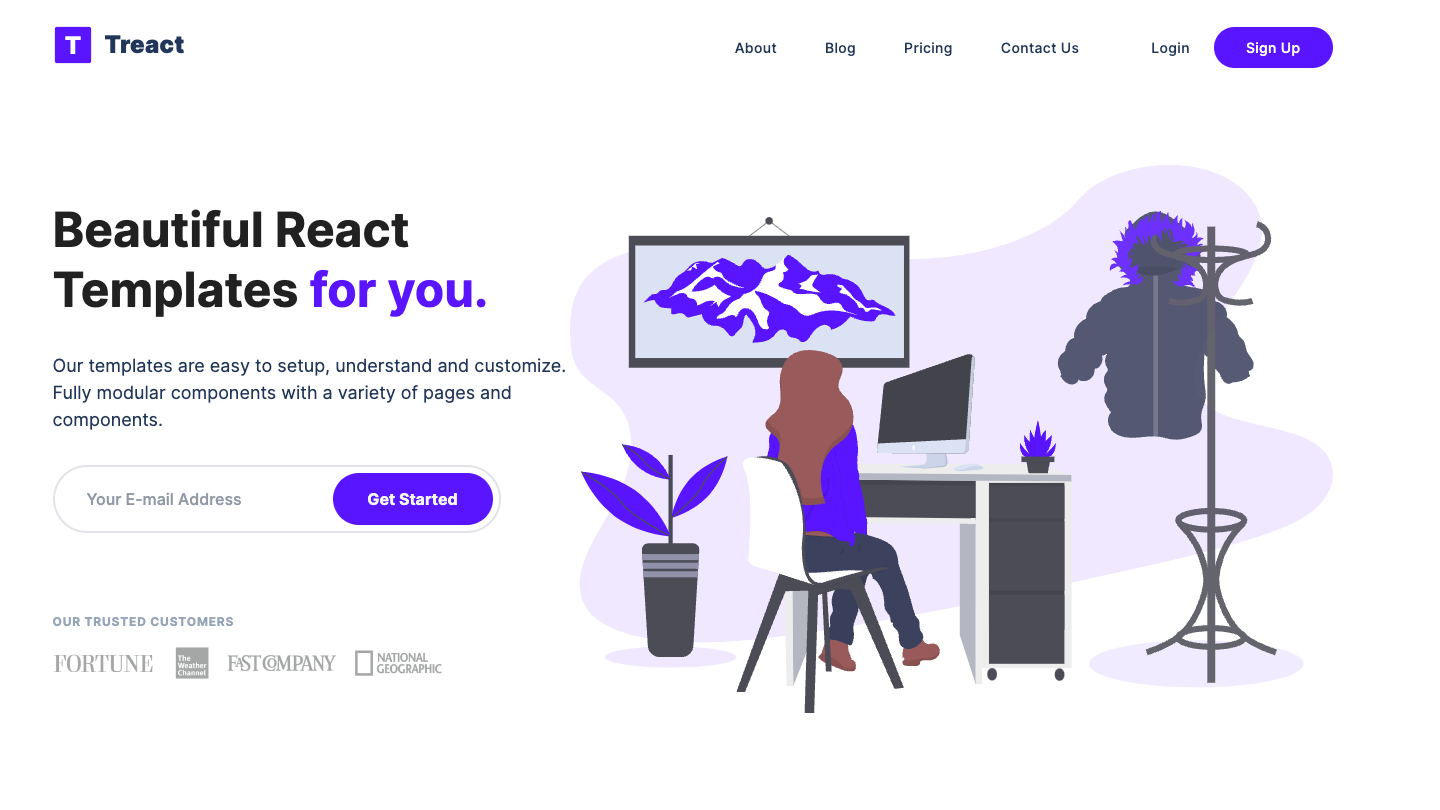 T Treact
About Blog Pricing Contact Us Login Sign Up
Beautiful React
Templates for you.
Our templates are easy to setup, understand and customize.
Fully modular components with a variety of pages and
components.
Your E-mail Address Get Started
OUR TRUSTED CUSTOMERS
FORTUNE
The
Weather
Channel
FAST COMPANY
NATIONAL
GEOGRAPHIC